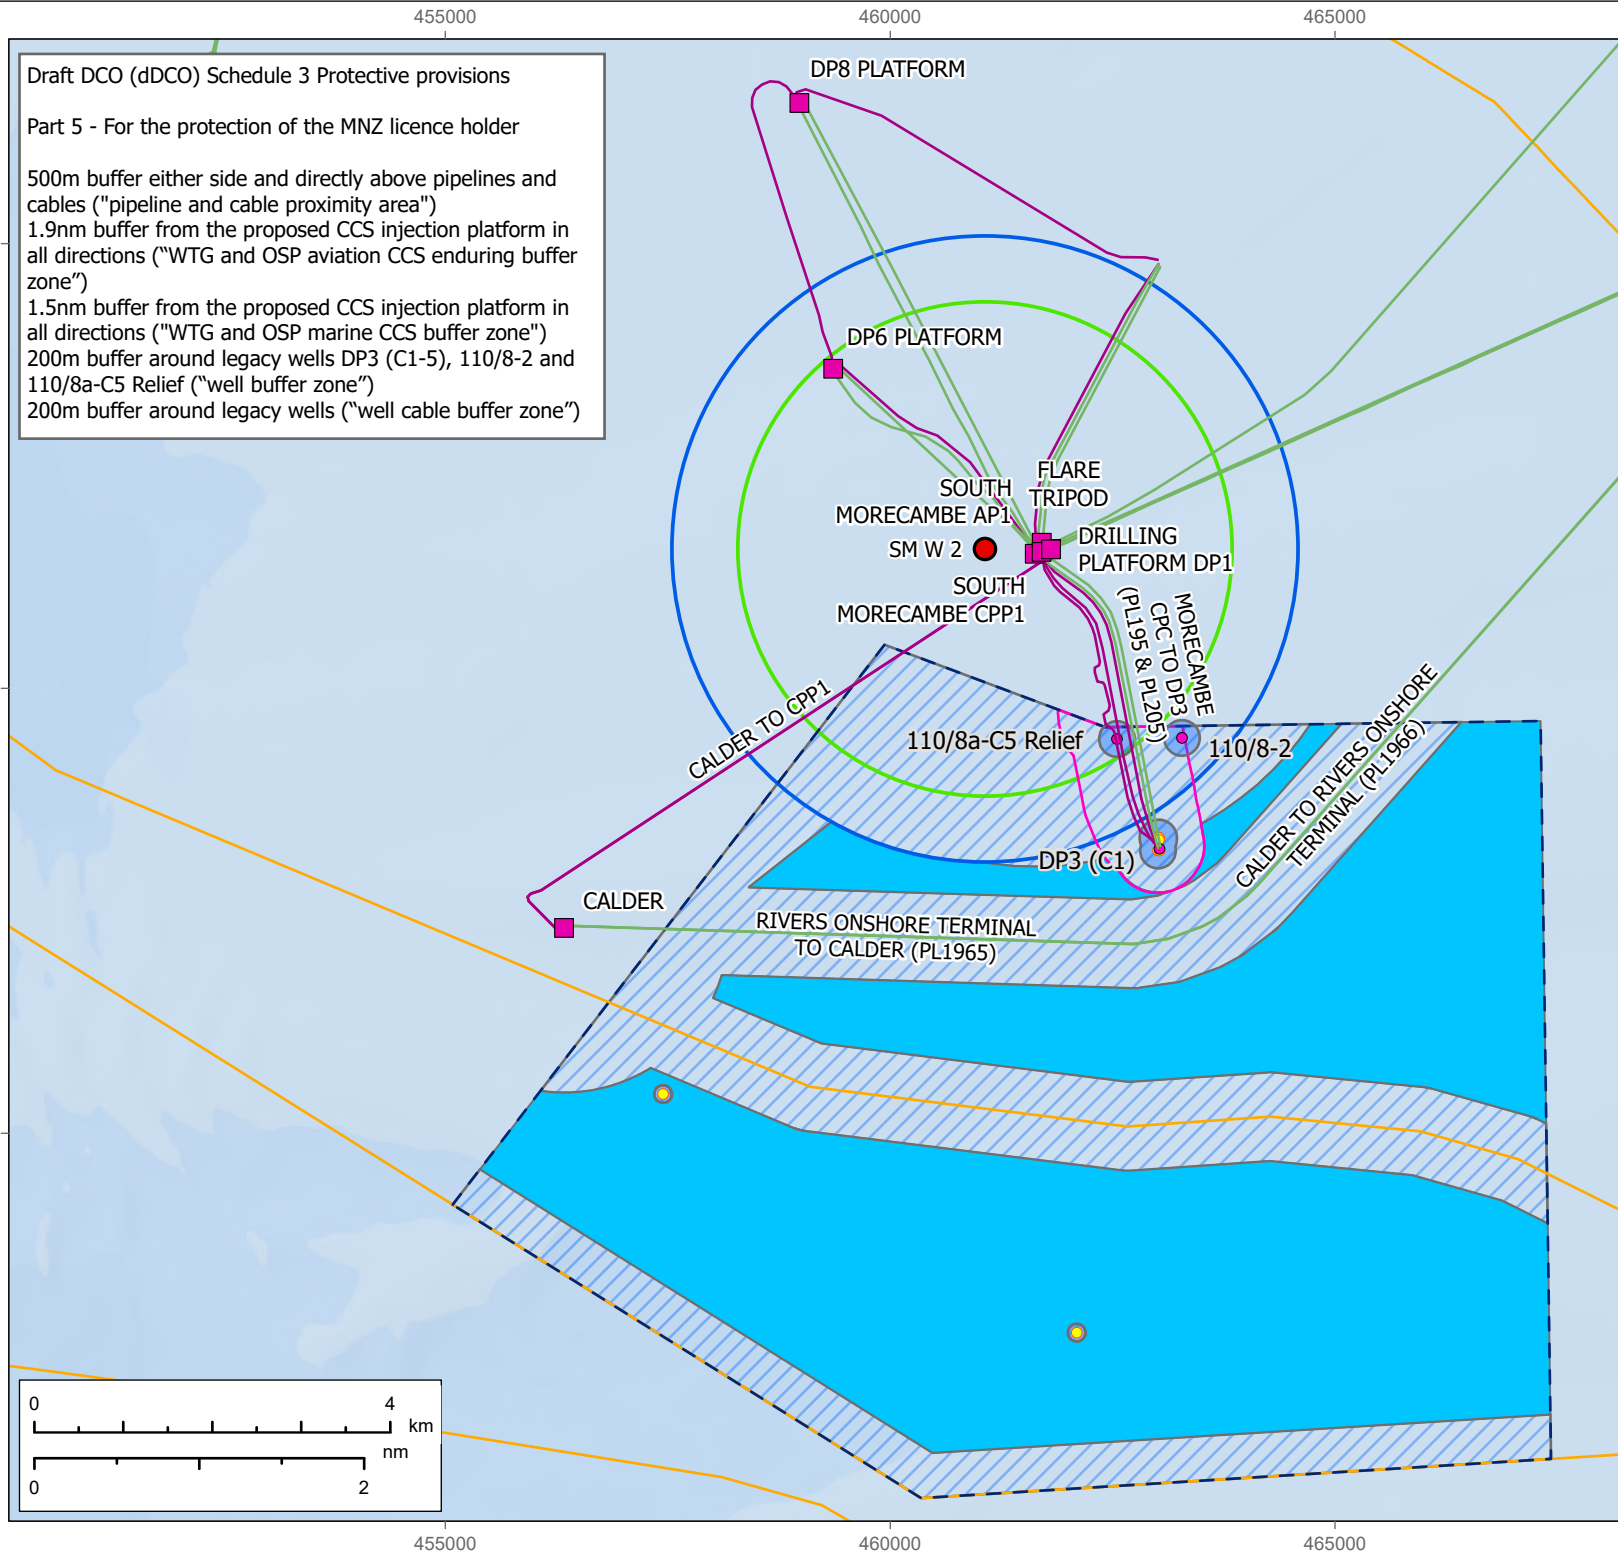 455000
460000
465000
Draft DCO (dDCO) Schedule 3 Protective provisions
Part 5 - For the protection of the MNZ licence holder
500m buffer either side and directly above pipelines and
cables ("pipeline and cable proximity area")
1.9nm buffer from the proposed CCS injection platform in
all directions (“WTG and OSP aviation CCS enduring buffer
zone”)
1.5nm buffer from the proposed CCS injection platform in
all directions ("WTG and OSP marine CCS buffer zone")
200m buffer around legacy wells DP3 (C1-5), 110/8-2 and
110/8a-C5 Relief (“well buffer zone”)
200m buffer around legacy wells (“well cable buffer zone”)
DP8 PLATFORM
DP6 PLATFORM
FLARE
TRIPOD
SOUTH
MORECAMBE AP1
SM W 2
DRILLING
PLATFORM DP1
SOUTH
MORECAMBE CPP1
MORECAMBE
CPC TO DP3
(PL195 & PL205)
CALDER TO CPP1
110/8a-C5 Relief
110/8-2
CALDER TO RIVERS ONSHORE
TERMINAL (PL1966)
DP3 (C1)
CALDER
RIVERS ONSHORE TERMINAL
TO CALDER (PL1965)
0
4
km
nm
0
2
455000
460000
465000